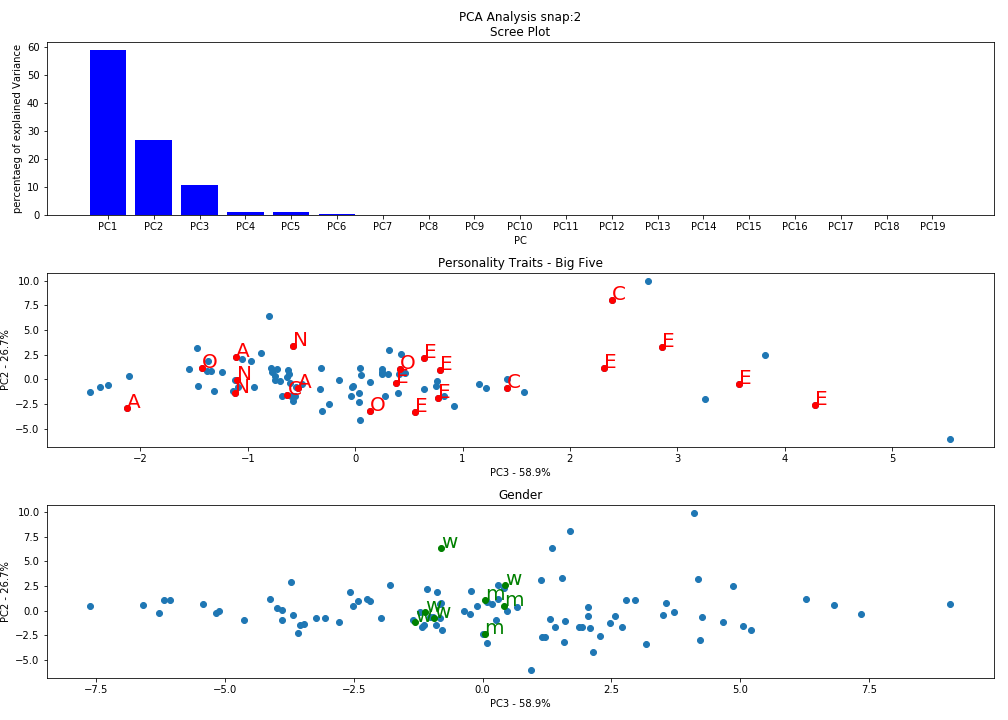 PCA Analysis snap:2
Scree Plot
percentaeg of explained Variance
60
50
40
30
20
10
0
PC1 PC2 PC3 PC4 PC5 PC6 PC7 PC8 PC9 PC10 PC11 PC12 PC13 PC14 PC15 PC16 PC17 PC18 PC19
PC
Personality Traits - Big Five
PC2 - 26.7%
10.0
7.5
5.0
2.5
0.0
−2.5
−5.0
C
N
E
A
E
O
O
E
E
N
E
E
N
O
A
C
E
A
O
E
E
−2 −1 0 1 2 3 4 5
PC3 - 58.9%
Gender
PC2 - 26.7%
10.0
7.5
5.0
2.5
0.0
−2.5
−5.0
w
w
m
m
w
w
w
m
−7.5 −5.0 −2.5 0.0 2.5 5.0 7.5
PC3 - 58.9%